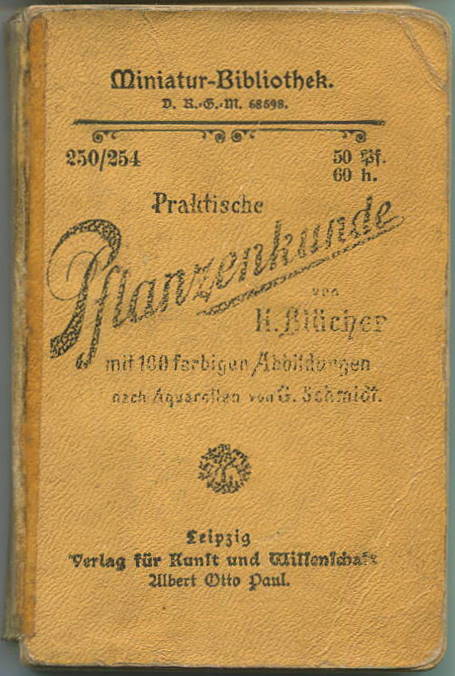 Miniatur-Bibliothek.
D. R.-G.-M. 68698.
250/254
50 Pf.
60 h.
Praktische
Pflanzenkunde
von
H. Blücher
mit 100 farbigen Abbildungen
nach Aquarellen von G. Schmidt.
Leipzig
Verlag für Kunst und Wissenschaft
Albert Otto Paul.